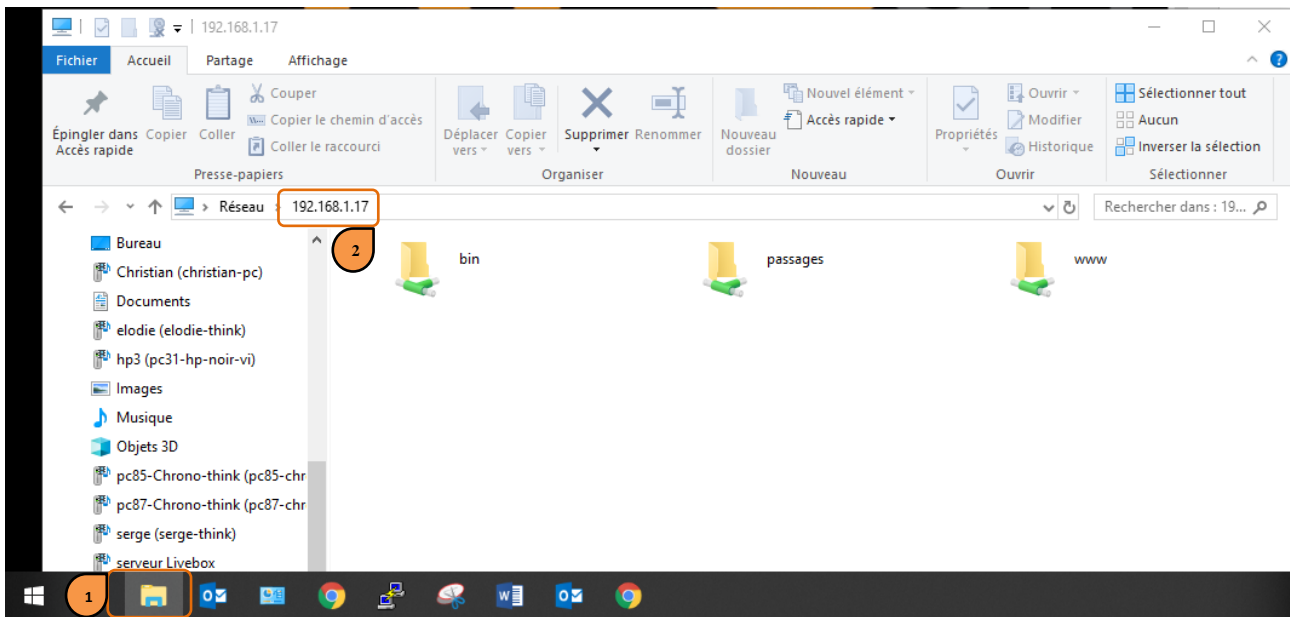 192.168.1.17
Fichier Accueil Partage Affichage
Épingler dans Accès rapide
Copier
Coller
Couper
Copier le chemin d'accès
Coller le raccourci
Presse-papiers
Déplacer vers
Copier vers
Supprimer
Renommer
Organiser
Nouveau dossier
Nouvel élément
Accès rapide
Nouveau
Propriétés
Ouvrir
Modifier
Historique
Ouvrir
Sélectionner tout
Aucun
Inverser la sélection
Sélectionner
Réseau 192.168.1.17
Rechercher dans : 19...
2
Bureau
Christian (christian-pc)
Documents
elodie (elodie-think)
hp3 (pc31-hp-noir-vi)
Images
Musique
Objets 3D
pc85-Chrono-think (pc85-chr
pc87-Chrono-think (pc87-chr
serge (serge-think)
serveur Livebox
bin
passages
www
1